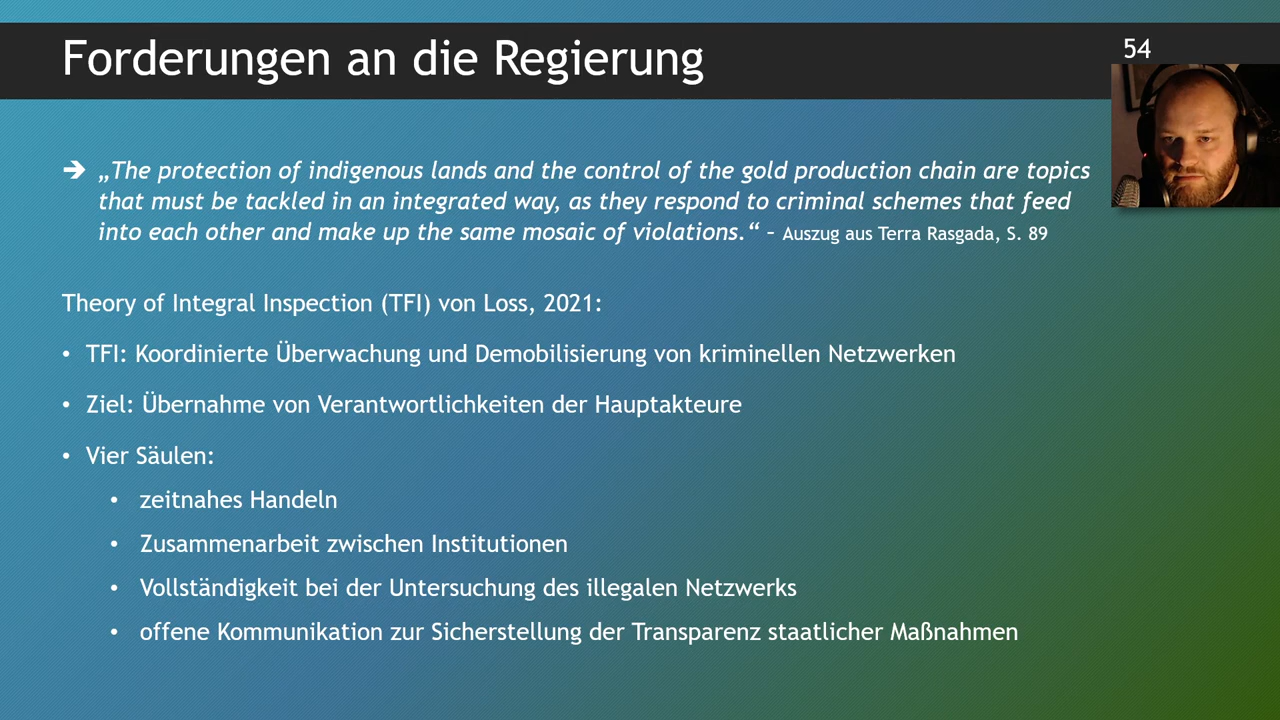 Forderungen an die Regierung
54
➔ „The protection of indigenous lands and the control of the gold production chain are topics
that must be tackled in an integrated way, as they respond to criminal schemes that feed
into each other and make up the same mosaic of violations.“ – Auszug aus Terra Rasgada, S. 89
Theory of Integral Inspection (TFI) von Loss, 2021:
• TFI: Koordinierte Überwachung und Demobilisierung von kriminellen Netzwerken
• Ziel: Übernahme von Verantwortlichkeiten der Hauptakteure
• Vier Säulen:
• zeitnahes Handeln
• Zusammenarbeit zwischen Institutionen
• Vollständigkeit bei der Untersuchung des illegalen Netzwerks
• offene Kommunikation zur Sicherstellung der Transparenz staatlicher Maßnahmen